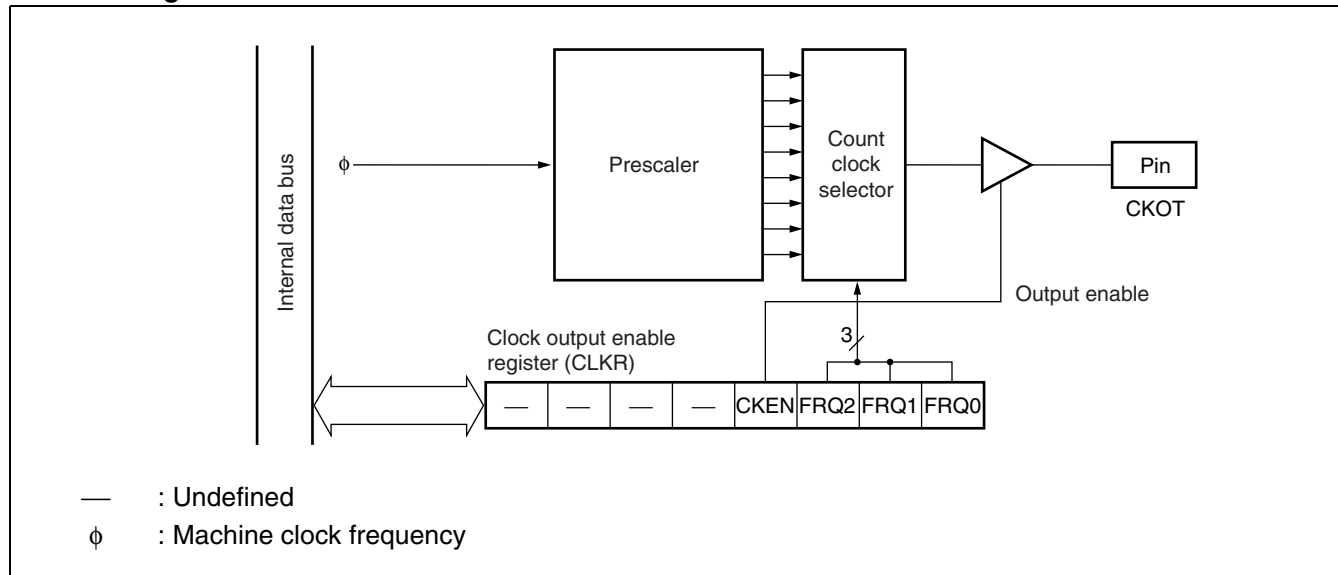 Internal data bus
ϕ
Prescaler
Count
clock
selector
Pin
CKOT
Output enable
3
Clock output enable
register (CLKR)
— — — — CKEN FRQ2 FRQ1 FRQ0
— : Undefined
ϕ : Machine clock frequency